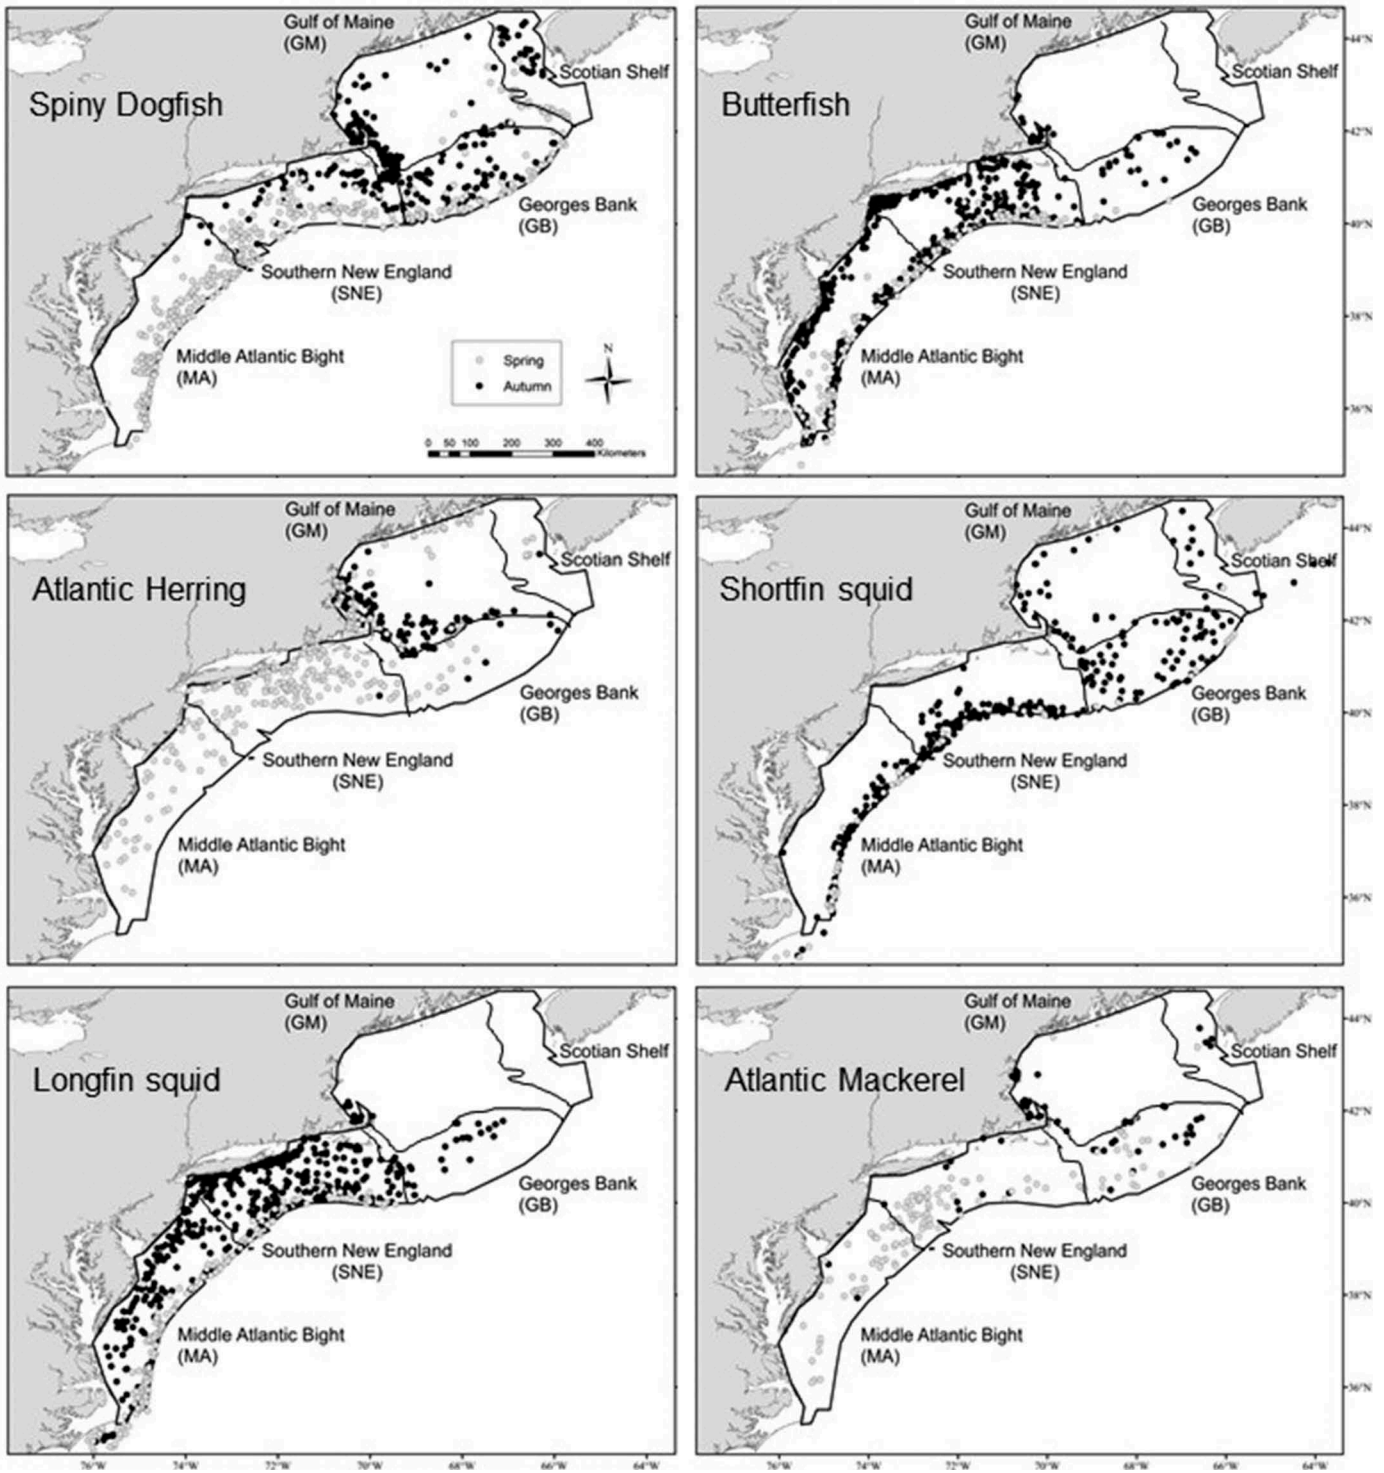 Gulf of Maine
(GM)
Scotian Shelf
Spiny Dogfish
Georges Bank
(GB)
Southern New England
(SNE)
Middle Atlantic Bight
(MA)
Spring
Autumn
N
0 50 100 200 300 400
Kilometers
Gulf of Maine
(GM)
44°N
Scotian Shelf
Butterfish
42°N
Georges Bank
(GB)
40°N
Southern New England
(SNE)
38°N
Middle Atlantic Bight
(MA)
36°N
Gulf of Maine
(GM)
Scotian Shelf
Atlantic Herring
Georges Bank
(GB)
Southern New England
(SNE)
Middle Atlantic Bight
(MA)
Gulf of Maine
(GM)
44°N
Scotian Shelf
Shortfin squid
42°N
Georges Bank
(GB)
40°N
Southern New England
(SNE)
38°N
Middle Atlantic Bight
(MA)
36°N
Gulf of Maine
(GM)
Scotian Shelf
Longfin squid
Georges Bank
(GB)
Southern New England
(SNE)
Middle Atlantic Bight
(MA)
76°W 74°W 72°W 70°W 68°W 66°W 64°W
Gulf of Maine
(GM)
44°N
Scotian Shelf
Atlantic Mackerel
42°N
Georges Bank
(GB)
40°N
Southern New England
(SNE)
38°N
Middle Atlantic Bight
(MA)
36°N
76°W 74°W 72°W 70°W 68°W 66°W 64°W